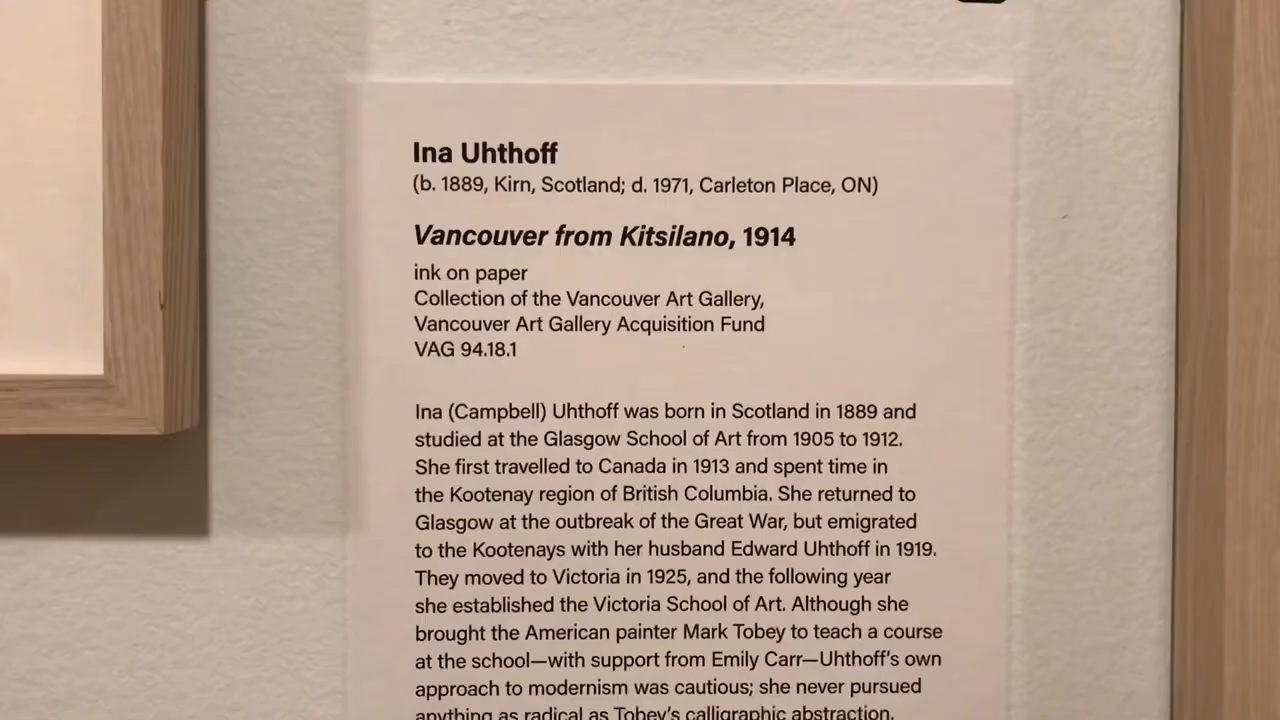 Ina Uhthoff
(b. 1889, Kirn, Scotland; d. 1971, Carleton Place, ON)
Vancouver from Kitsilano, 1914
ink on paper
Collection of the Vancouver Art Gallery,
Vancouver Art Gallery Acquisition Fund
VAG 94.18.1
Ina (Campbell) Uhthoff was born in Scotland in 1889 and
studied at the Glasgow School of Art from 1905 to 1912.
She first travelled to Canada in 1913 and spent time in
the Kootenay region of British Columbia. She returned to
Glasgow at the outbreak of the Great War, but emigrated
to the Kootenays with her husband Edward Uhthoff in 1919.
They moved to Victoria in 1925, and the following year
she established the Victoria School of Art. Although she
brought the American painter Mark Tobey to teach a course
at the school—with support from Emily Carr—Uhthoff's own
approach to modernism was cautious; she never pursued
anything as radical as Tobey's calligraphic abstraction.